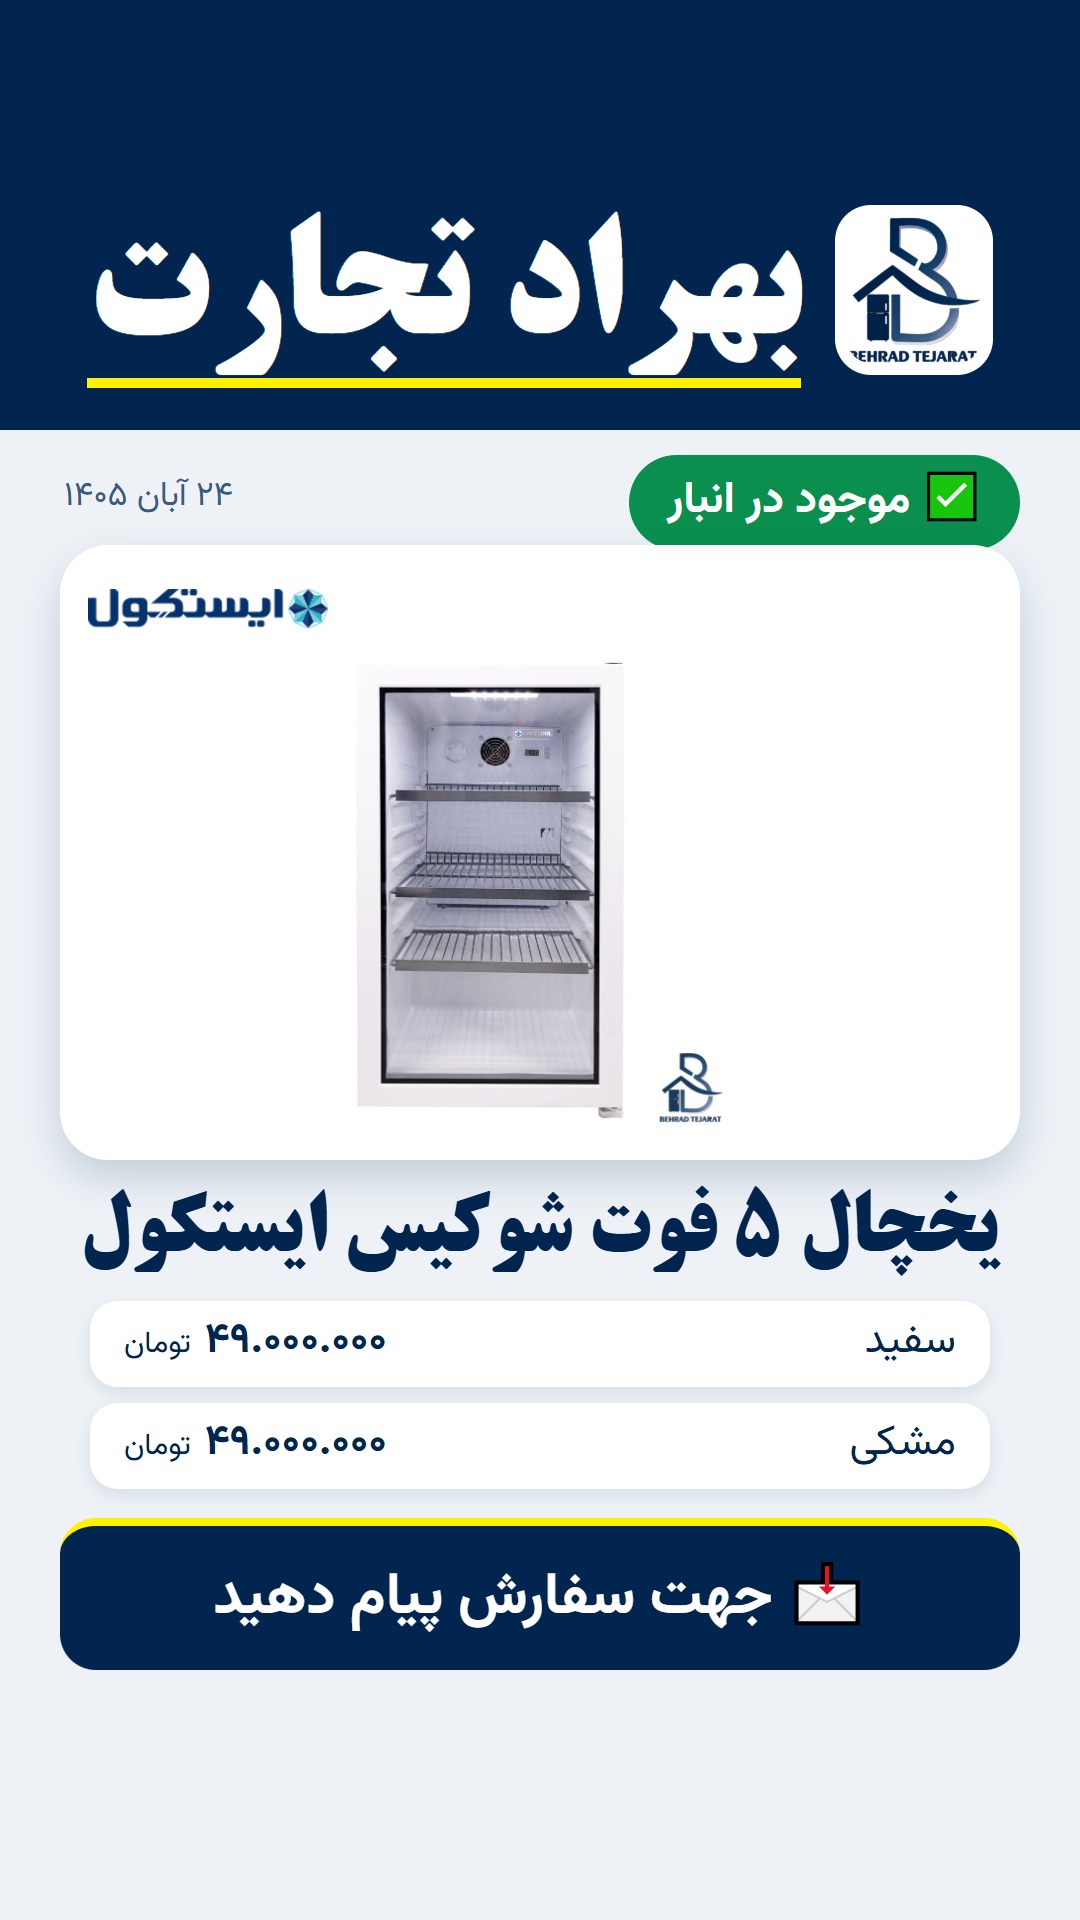 بهراد تجارت
BEHRAD TEJARAT
موجود در انبار
۲۴ آبان ۱۴۰۵
ایستکول
BEHRAD TEJARAT
یخچال ۵ فوت شوکیس ایستکول
سفید ۴۹.۰۰۰.۰۰۰ تومان
مشکی ۴۹.۰۰۰.۰۰۰ تومان
جهت سفارش پیام دهید